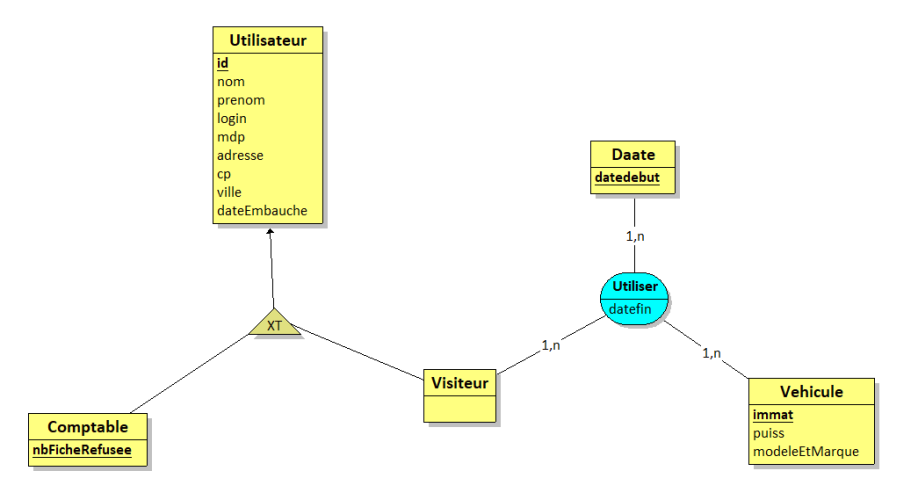 Utilisateur
id
nom
prenom
login
mdp
adresse
cp
ville
dateEmbauche
Daate
datedebut
1,n
Utiliser
datefin
XT
1,n
1,n
Visiteur
Vehicule
immat
puiss
modeleEtMarque
Comptable
nbFicheRefusee